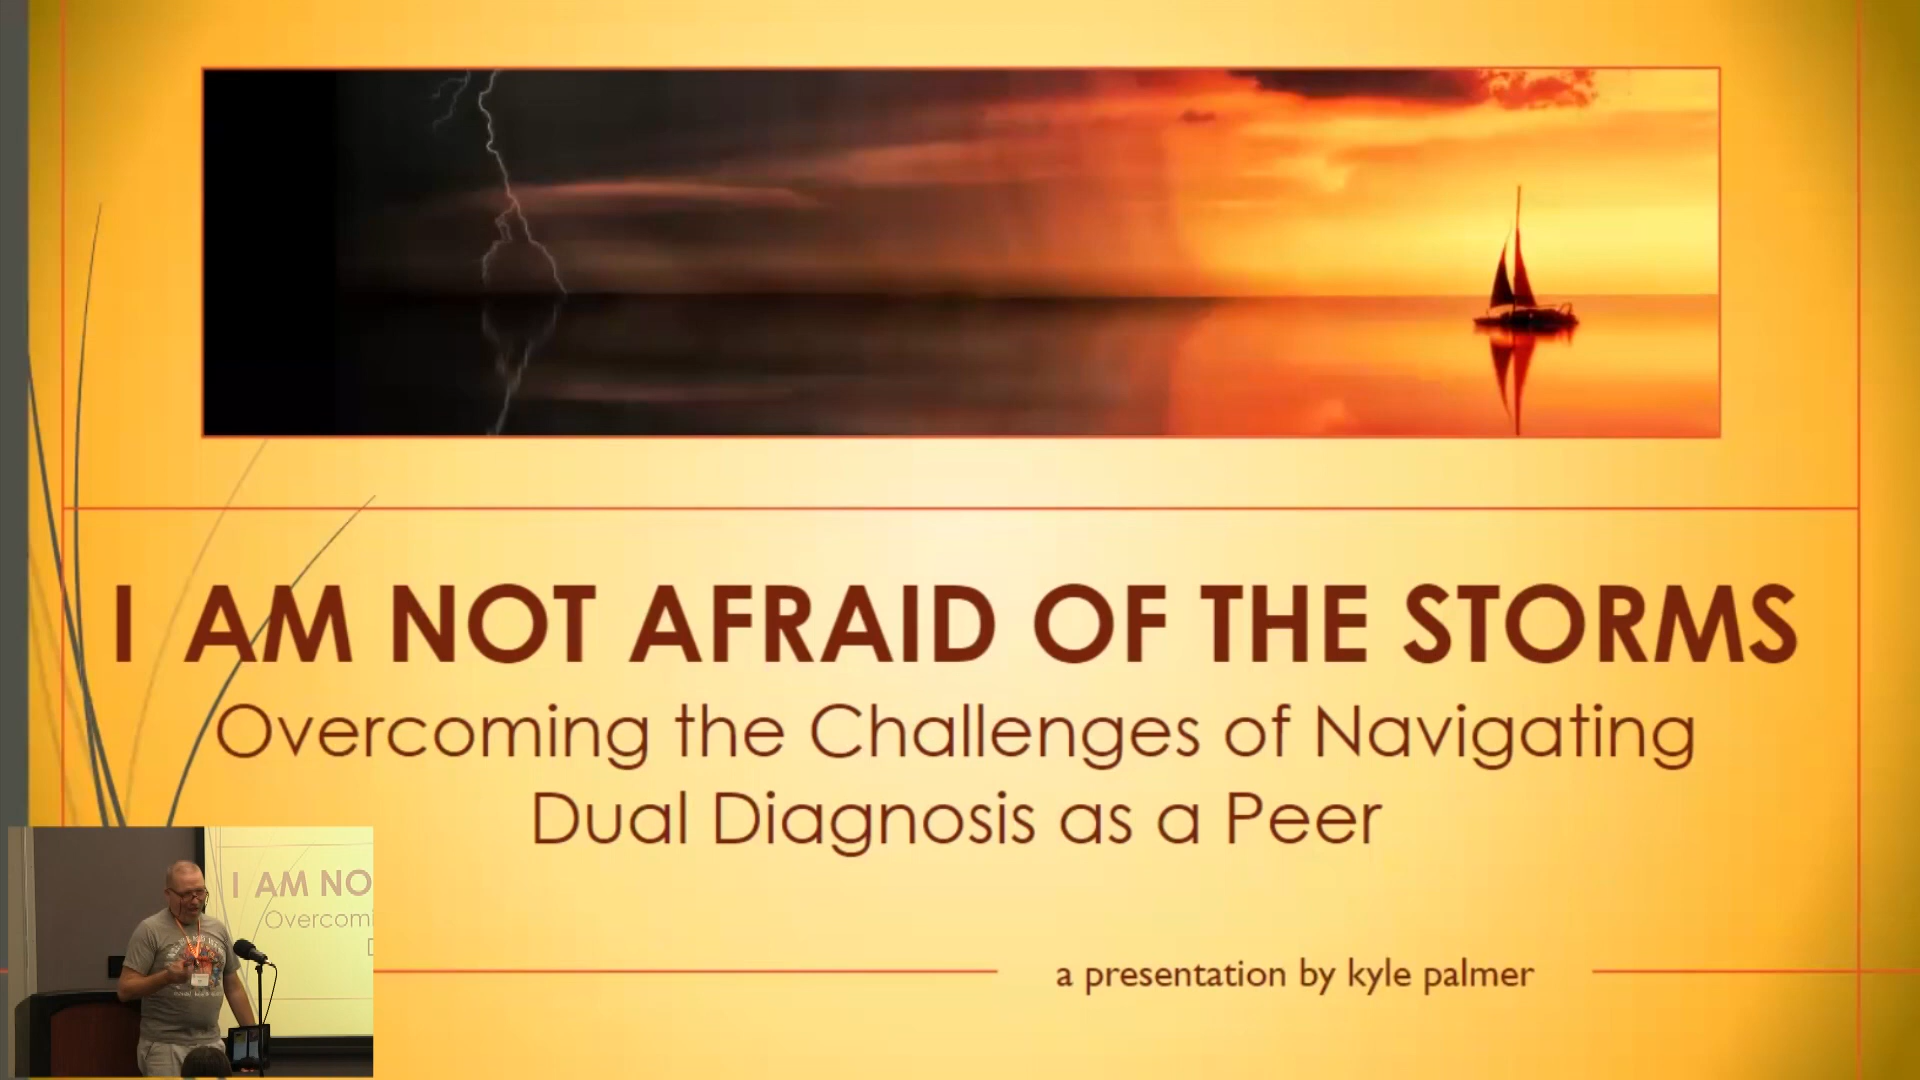 I AM NOT AFRAID OF THE STORMS
Overcoming the Challenges of Navigating
Dual Diagnosis as a Peer
a presentation by kyle palmer
I AM NO
Overcomi
D